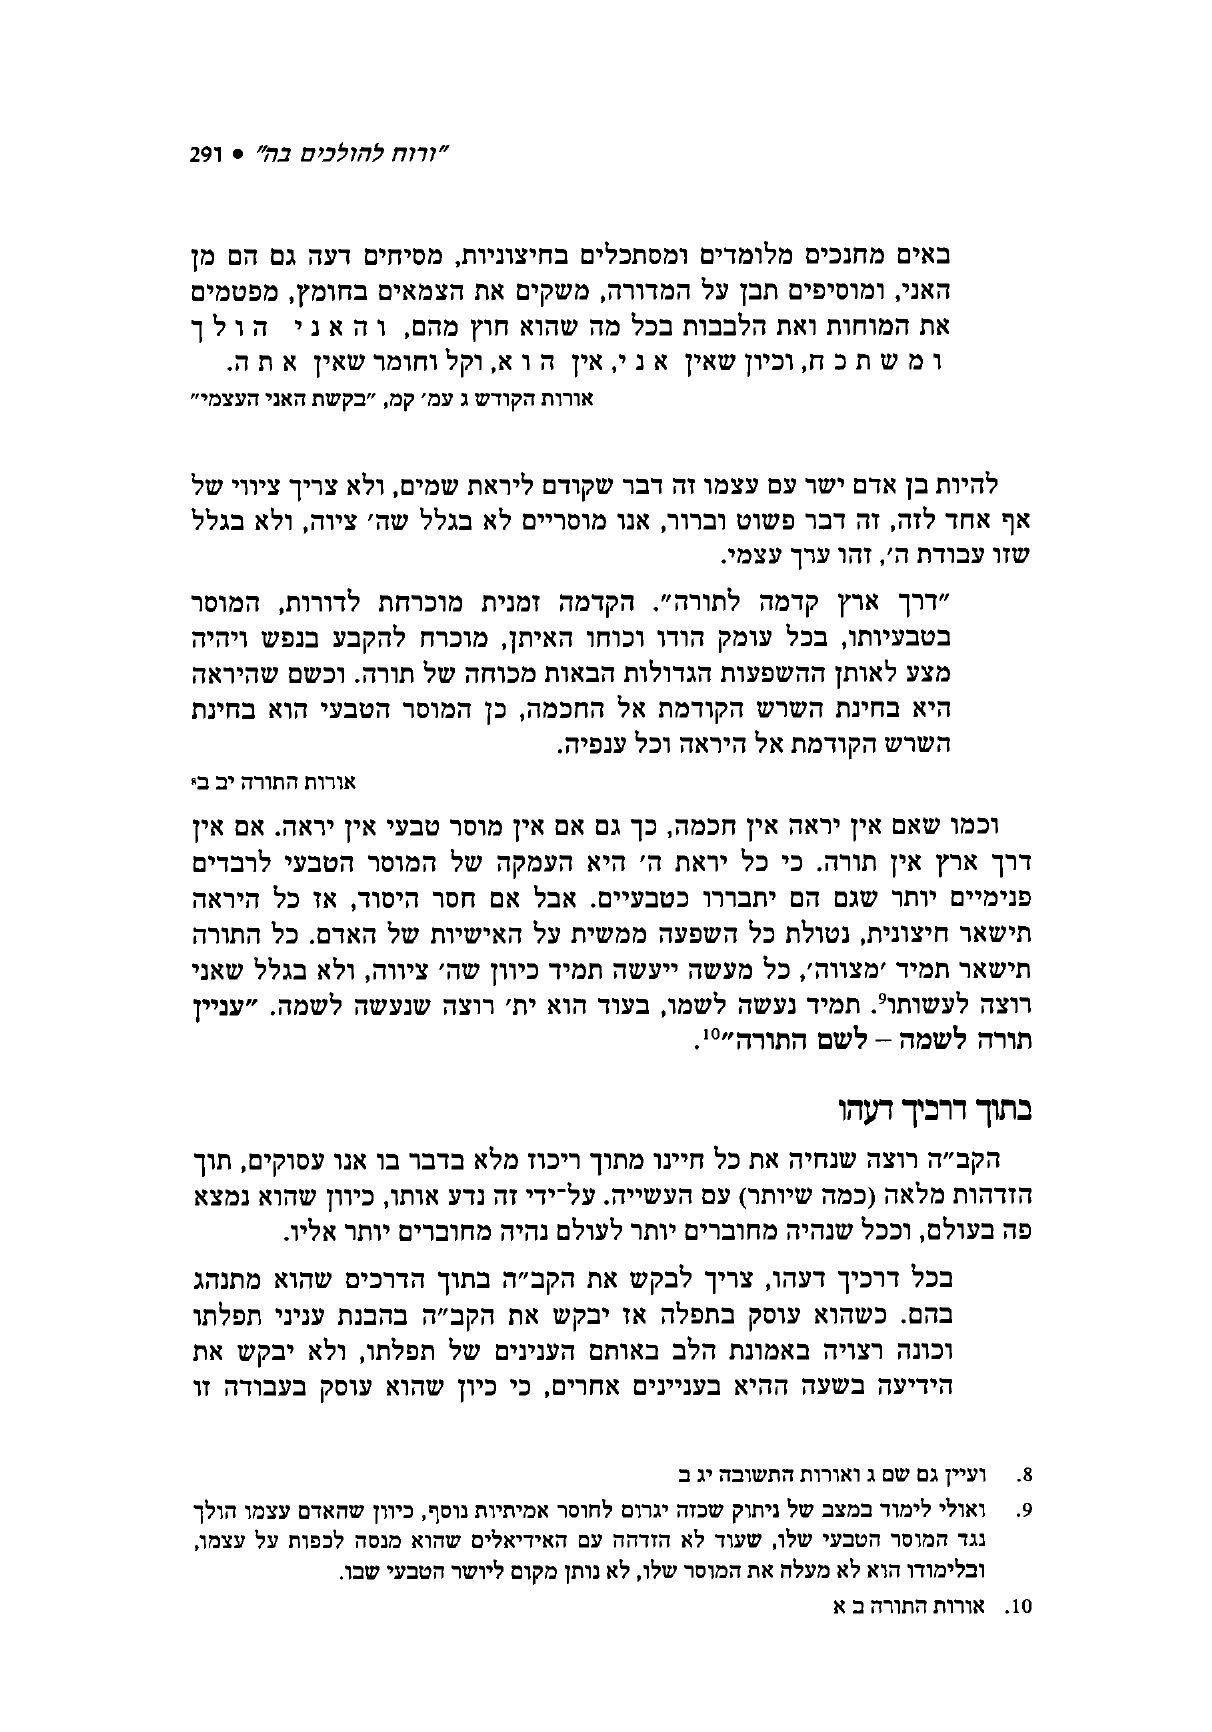 "ורוח להולכים בה" • 291
באים מחנכים מלומדים ומסתכלים בחיצוניות, מסיחים דעה גם הם מן
האני, ומוסיפים תבן על המדורה, משקים את הצמאים בחומץ, מפטמים
את המוחות ואת הלבבות בכל מה שהוא חוץ מהם, ו ה א נ י ה ו ל ך
ו מ ש ת כ ח, וכיון שאין א נ י, אין ה ו א, וקל וחומר שאין א ת ה.
אורות הקודש ג עמ' קמ, "בקשת האני העצמי"
להיות בן אדם ישר עם עצמו זה דבר שקודם ליראת שמים, ולא צריך ציווי של
אף אחד לזה, זה דבר פשוט וברור, אנו מוסריים לא בגלל שה' ציוה, ולא בגלל
שזו עבודת ה', זהו ערך עצמי.
"דרך ארץ קדמה לתורה". הקדמה זמנית מוכרחת לדורות, המוסר
בטבעיותו, בכל עומק הודו וכוחו האיתן, מוכרח להקבע בנפש ויהיה
מצע לאותן ההשפעות הגדולות הבאות מכוחה של תורה. וכשם שהיראה
היא בחינת השרש הקודמת אל החכמה, כן המוסר הטבעי הוא בחינת
השרש הקודמת אל היראה וכל ענפיה.
אורות התורה יב ב⁸
וכמו שאם אין יראה אין חכמה, כך גם אם אין מוסר טבעי אין יראה. אם אין
דרך ארץ אין תורה. כי כל יראת ה' היא העמקה של המוסר הטבעי לרבדים
פנימיים יותר שגם הם יתבררו כטבעיים. אבל אם חסר היסוד, אז כל היראה
תישאר חיצונית, נטולת כל השפעה ממשית על האישיות של האדם. כל התורה
תישאר תמיד 'מצווה', כל מעשה ייעשה תמיד כיוון שה' ציווה, ולא בגלל שאני
רוצה לעשותו⁹. תמיד נעשה לשמו, בעוד הוא ית' רוצה שנעשה לשמה. "עניין
תורה לשמה – לשם התורה"¹⁰.
בתוך דרכיך דעהו
הקב"ה רוצה שנחיה את כל חיינו מתוך ריכוז מלא בדבר בו אנו עסוקים, תוך
הזדהות מלאה (כמה שיותר) עם העשייה. על־ידי זה נדע אותו, כיוון שהוא נמצא
פה בעולם, וככל שנהיה מחוברים יותר לעולם נהיה מחוברים יותר אליו.
בכל דרכיך דעהו, צריך לבקש את הקב"ה בתוך הדרכים שהוא מתנהג
בהם. כשהוא עוסק בתפלה אז יבקש את הקב"ה בהבנת עניני תפלתו
וכונה רצויה באמונת הלב באותם הענינים של תפלתו, ולא יבקש את
הידיעה בשעה ההיא בעניינים אחרים, כי כיון שהוא עוסק בעבודה זו
8. ועיין גם שם ג ואורות התשובה יג ב
9. ואולי לימוד במצב של ניתוק שכזה יגרום לחוסר אמיתיות נוסף, כיוון שהאדם עצמו הולך
נגד המוסר הטבעי שלו, שעוד לא הזדהה עם האידיאלים שהוא מנסה לכפות על עצמו,
ובלימודו הוא לא מעלה את המוסר שלו, לא נותן מקום ליושר הטבעי שבו.
10. אורות התורה ב א